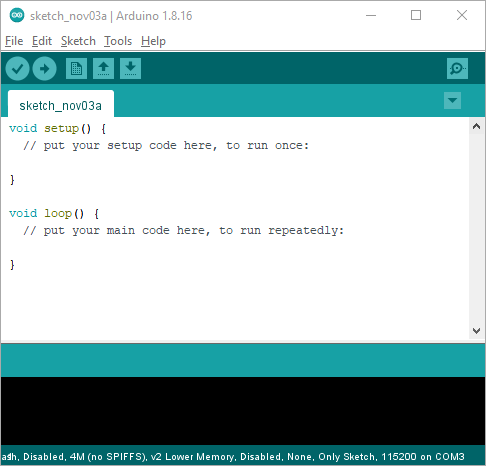 sketch_nov03a | Arduino 1.8.16
File Edit Sketch Tools Help
sketch_nov03a
void setup() {
  // put your setup code here, to run once:
}
void loop() {
  // put your main code here, to run repeatedly:
}
Disabled, 4M (no SPIFFS), v2 Lower Memory, Disabled, None, Only Sketch, 115200 on COM3